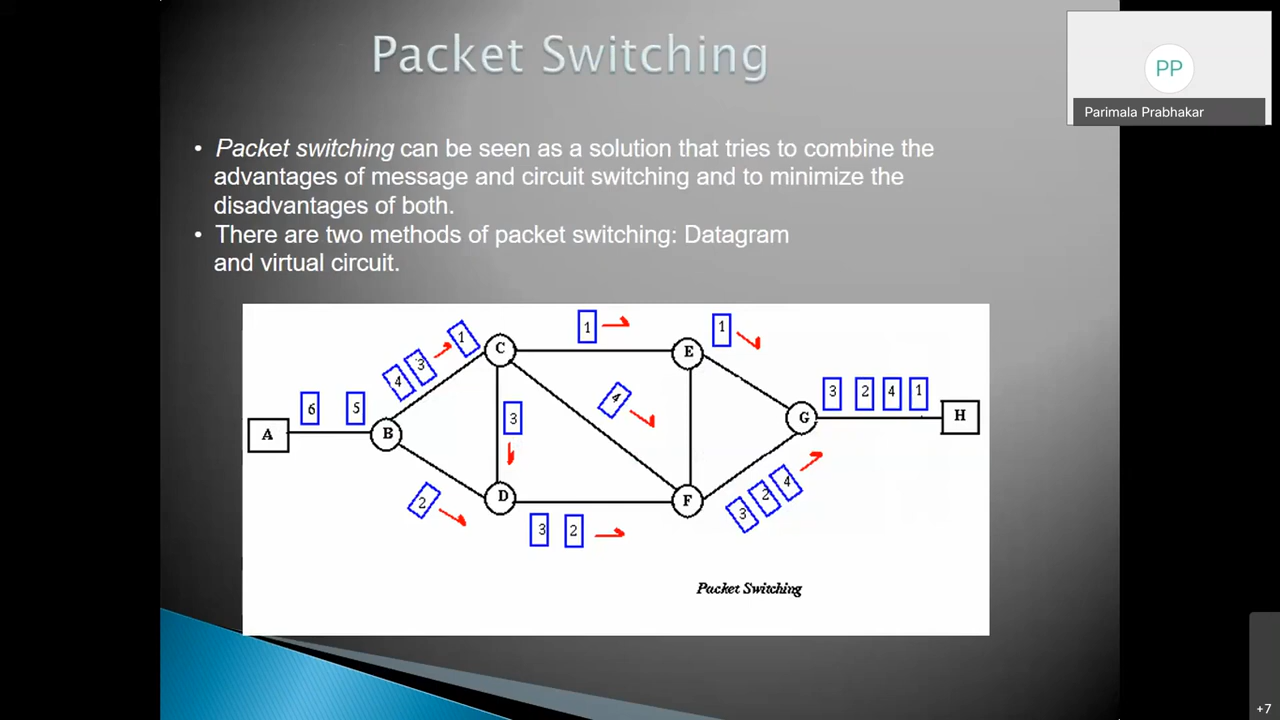 Packet Switching
PP
Parimala Prabhakar
• Packet switching can be seen as a solution that tries to combine the
advantages of message and circuit switching and to minimize the
disadvantages of both.
• There are two methods of packet switching: Datagram
and virtual circuit.
4 3 1
C
1
E
1
6 5
A
B
3
4
3 2 4 1
G
H
2
D
3 2
F
3 2 4
Packet Switching
+7